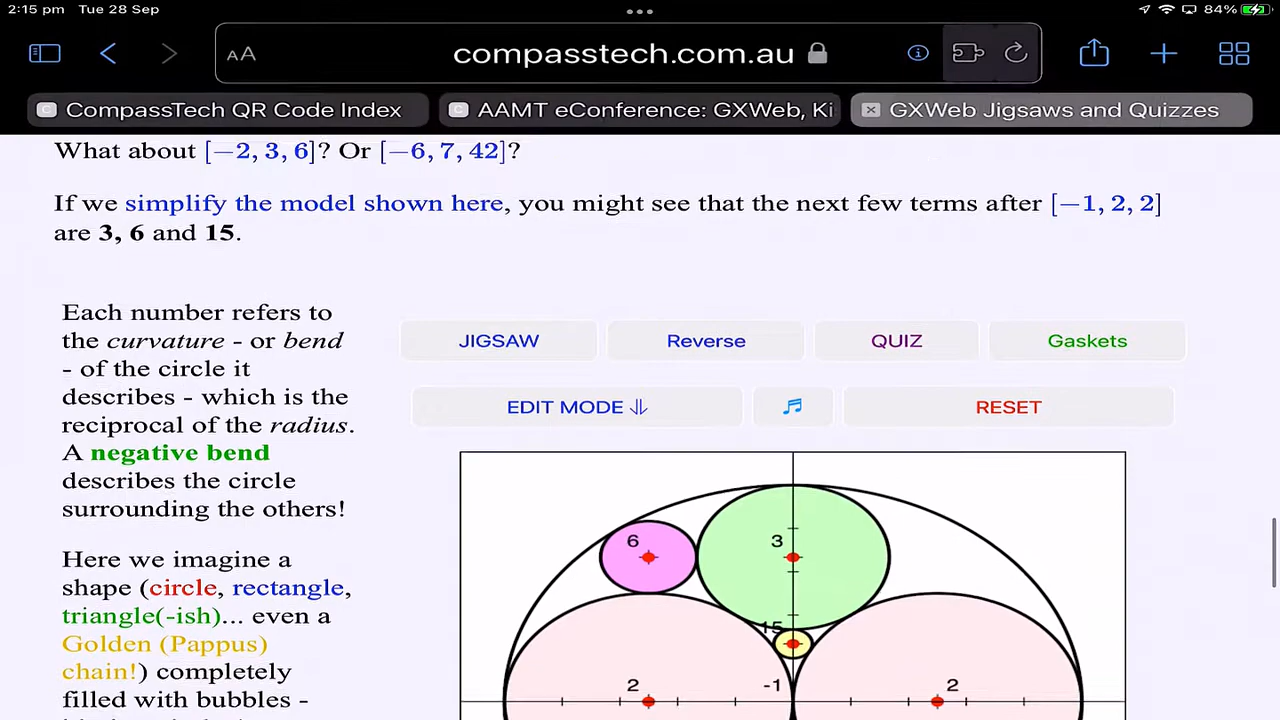 2:15 pm Tue 28 Sep
84%
AA
compasstech.com.au
CompassTech QR Code Index
AAMT eConference: GXWeb, Ki
GXWeb Jigsaws and Quizzes
What about [−2, 3, 6]? Or [−6, 7, 42]?
If we simplify the model shown here, you might see that the next few terms after [−1, 2, 2]
are 3, 6 and 15.
Each number refers to
the curvature - or bend
- of the circle it
describes - which is the
reciprocal of the radius.
A negative bend
describes the circle
surrounding the others!
Here we imagine a
shape (circle, rectangle,
triangle(-ish)... even a
Golden (Pappus)
chain!) completely
filled with bubbles -
JIGSAW
Reverse
QUIZ
Gaskets
EDIT MODE
RESET
6
3
15
2
-1
2